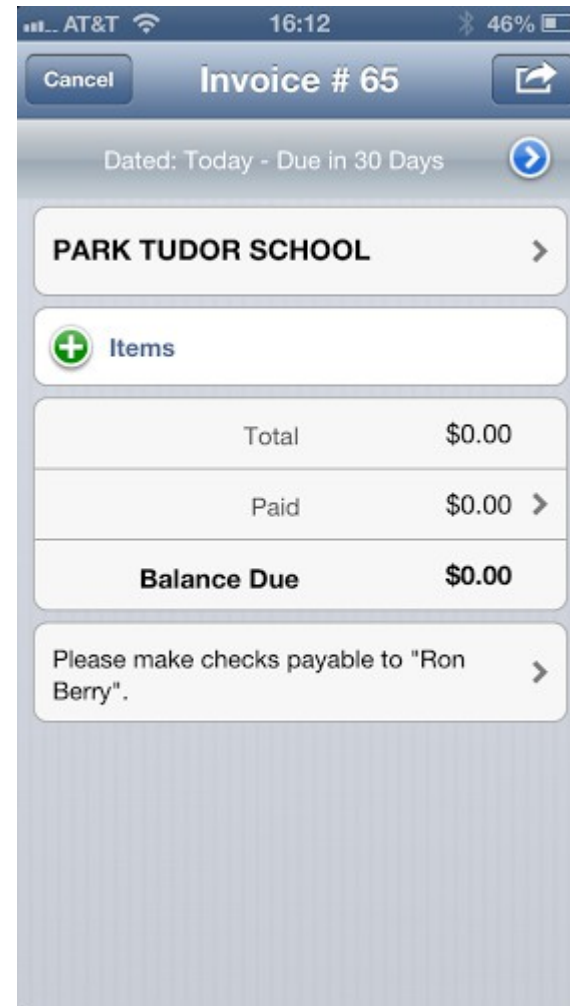 AT&T 16:12 46%
Cancel Invoice # 65
Dated: Today - Due in 30 Days
PARK TUDOR SCHOOL
Items
Total $0.00
Paid $0.00
Balance Due $0.00
Please make checks payable to "Ron
Berry".